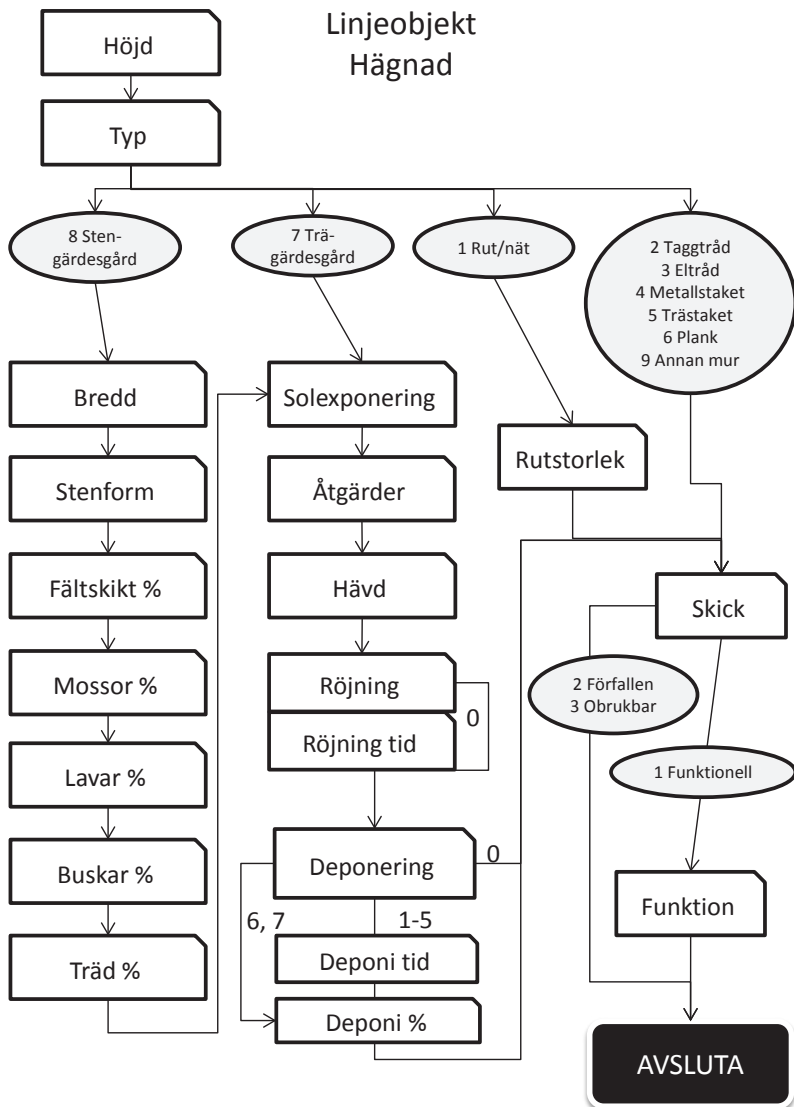 Linjeobjekt
Hägnad
Höjd
Typ
8 Sten-
gärdesgård
7 Trä-
gärdesgård
1 Rut/nät
2 Taggtråd
3 Eltråd
4 Metallstaket
5 Trästaket
6 Plank
9 Annan mur
Bredd
Stenform
Fältskikt %
Mossor %
Lavar %
Buskar %
Träd %
Solexponering
Åtgärder
Hävd
Röjning
0
Röjning tid
Deponering
0
6, 7
1-5
Deponi tid
Deponi %
Rutstorlek
Skick
2 Förfallen
3 Obrukbar
1 Funktionell
Funktion
AVSLUTA